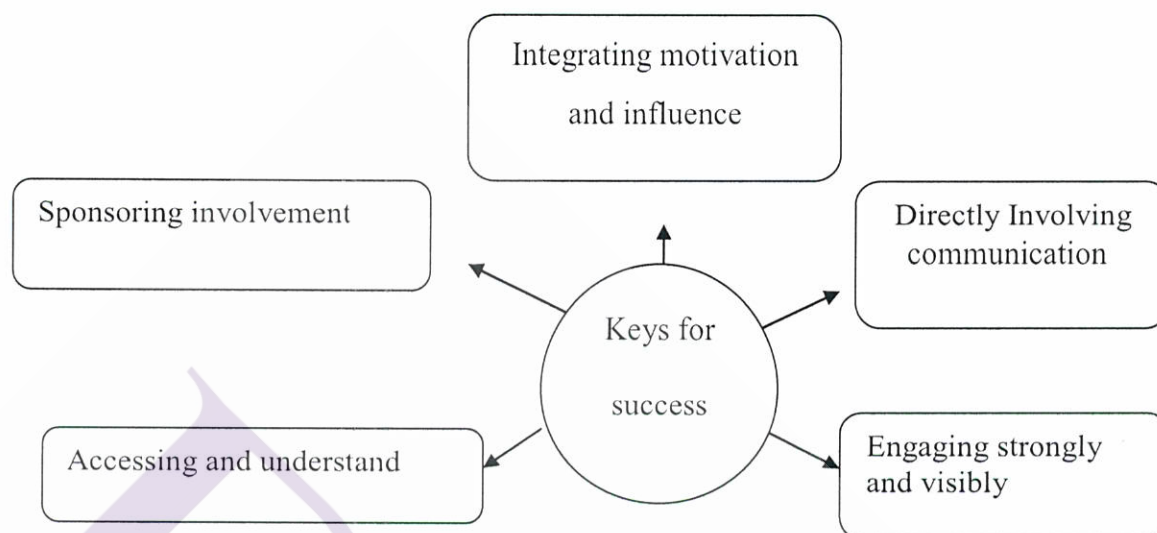 Integrating motivation
and influence
Sponsoring involvement
Directly Involving
communication
Keys for
success
Accessing and understand
Engaging strongly
and visibly